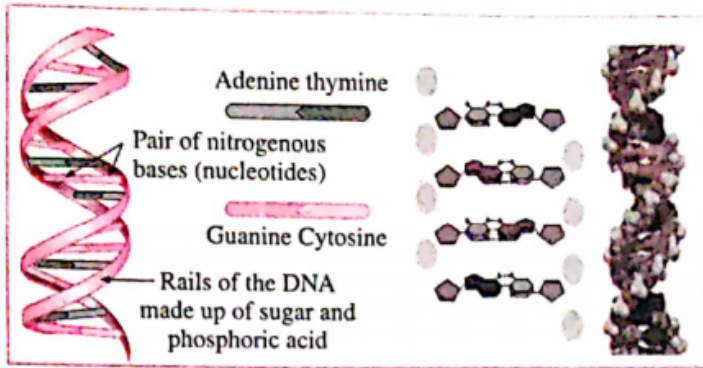 Adenine thymine
Pair of nitrogenous
bases (nucleotides)
Guanine Cytosine
Rails of the DNA
made up of sugar and
phosphoric acid